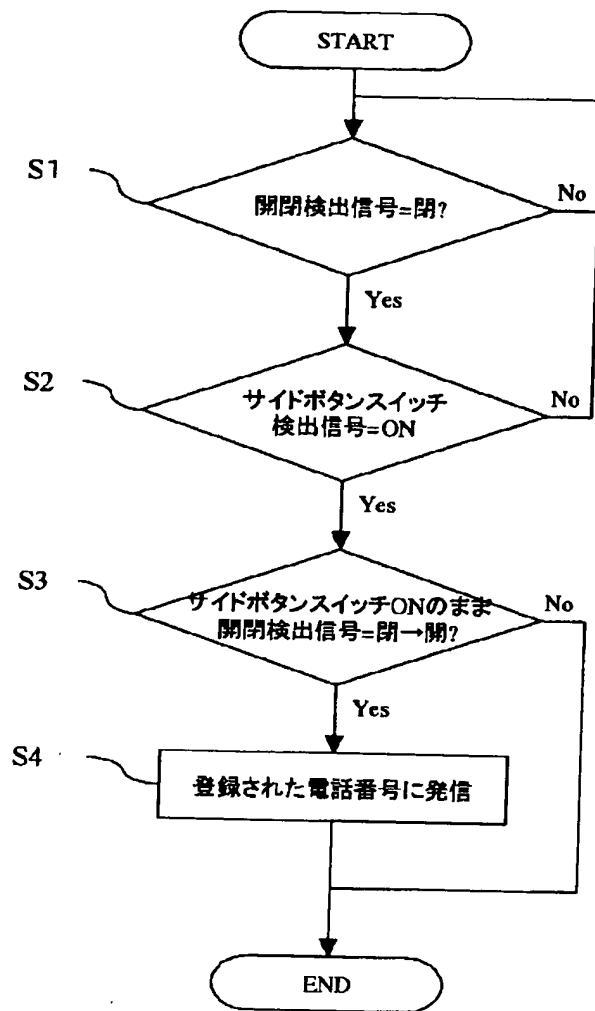 START
S1
開閉検出信号=閉?
No
Yes
S2
サイドボタンスイッチ
検出信号=ON
No
Yes
S3
サイドボタンスイッチONのまま
開閉検出信号=閉→開?
No
Yes
S4
登録された電話番号に発信
END